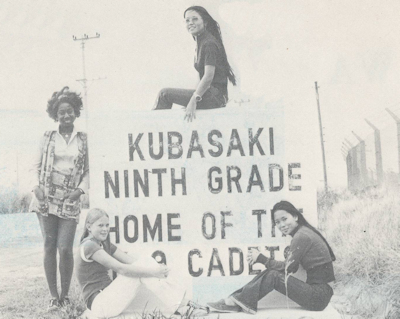 KUBASAKI
NINTH GRADE
HOME OF THE
CADETS